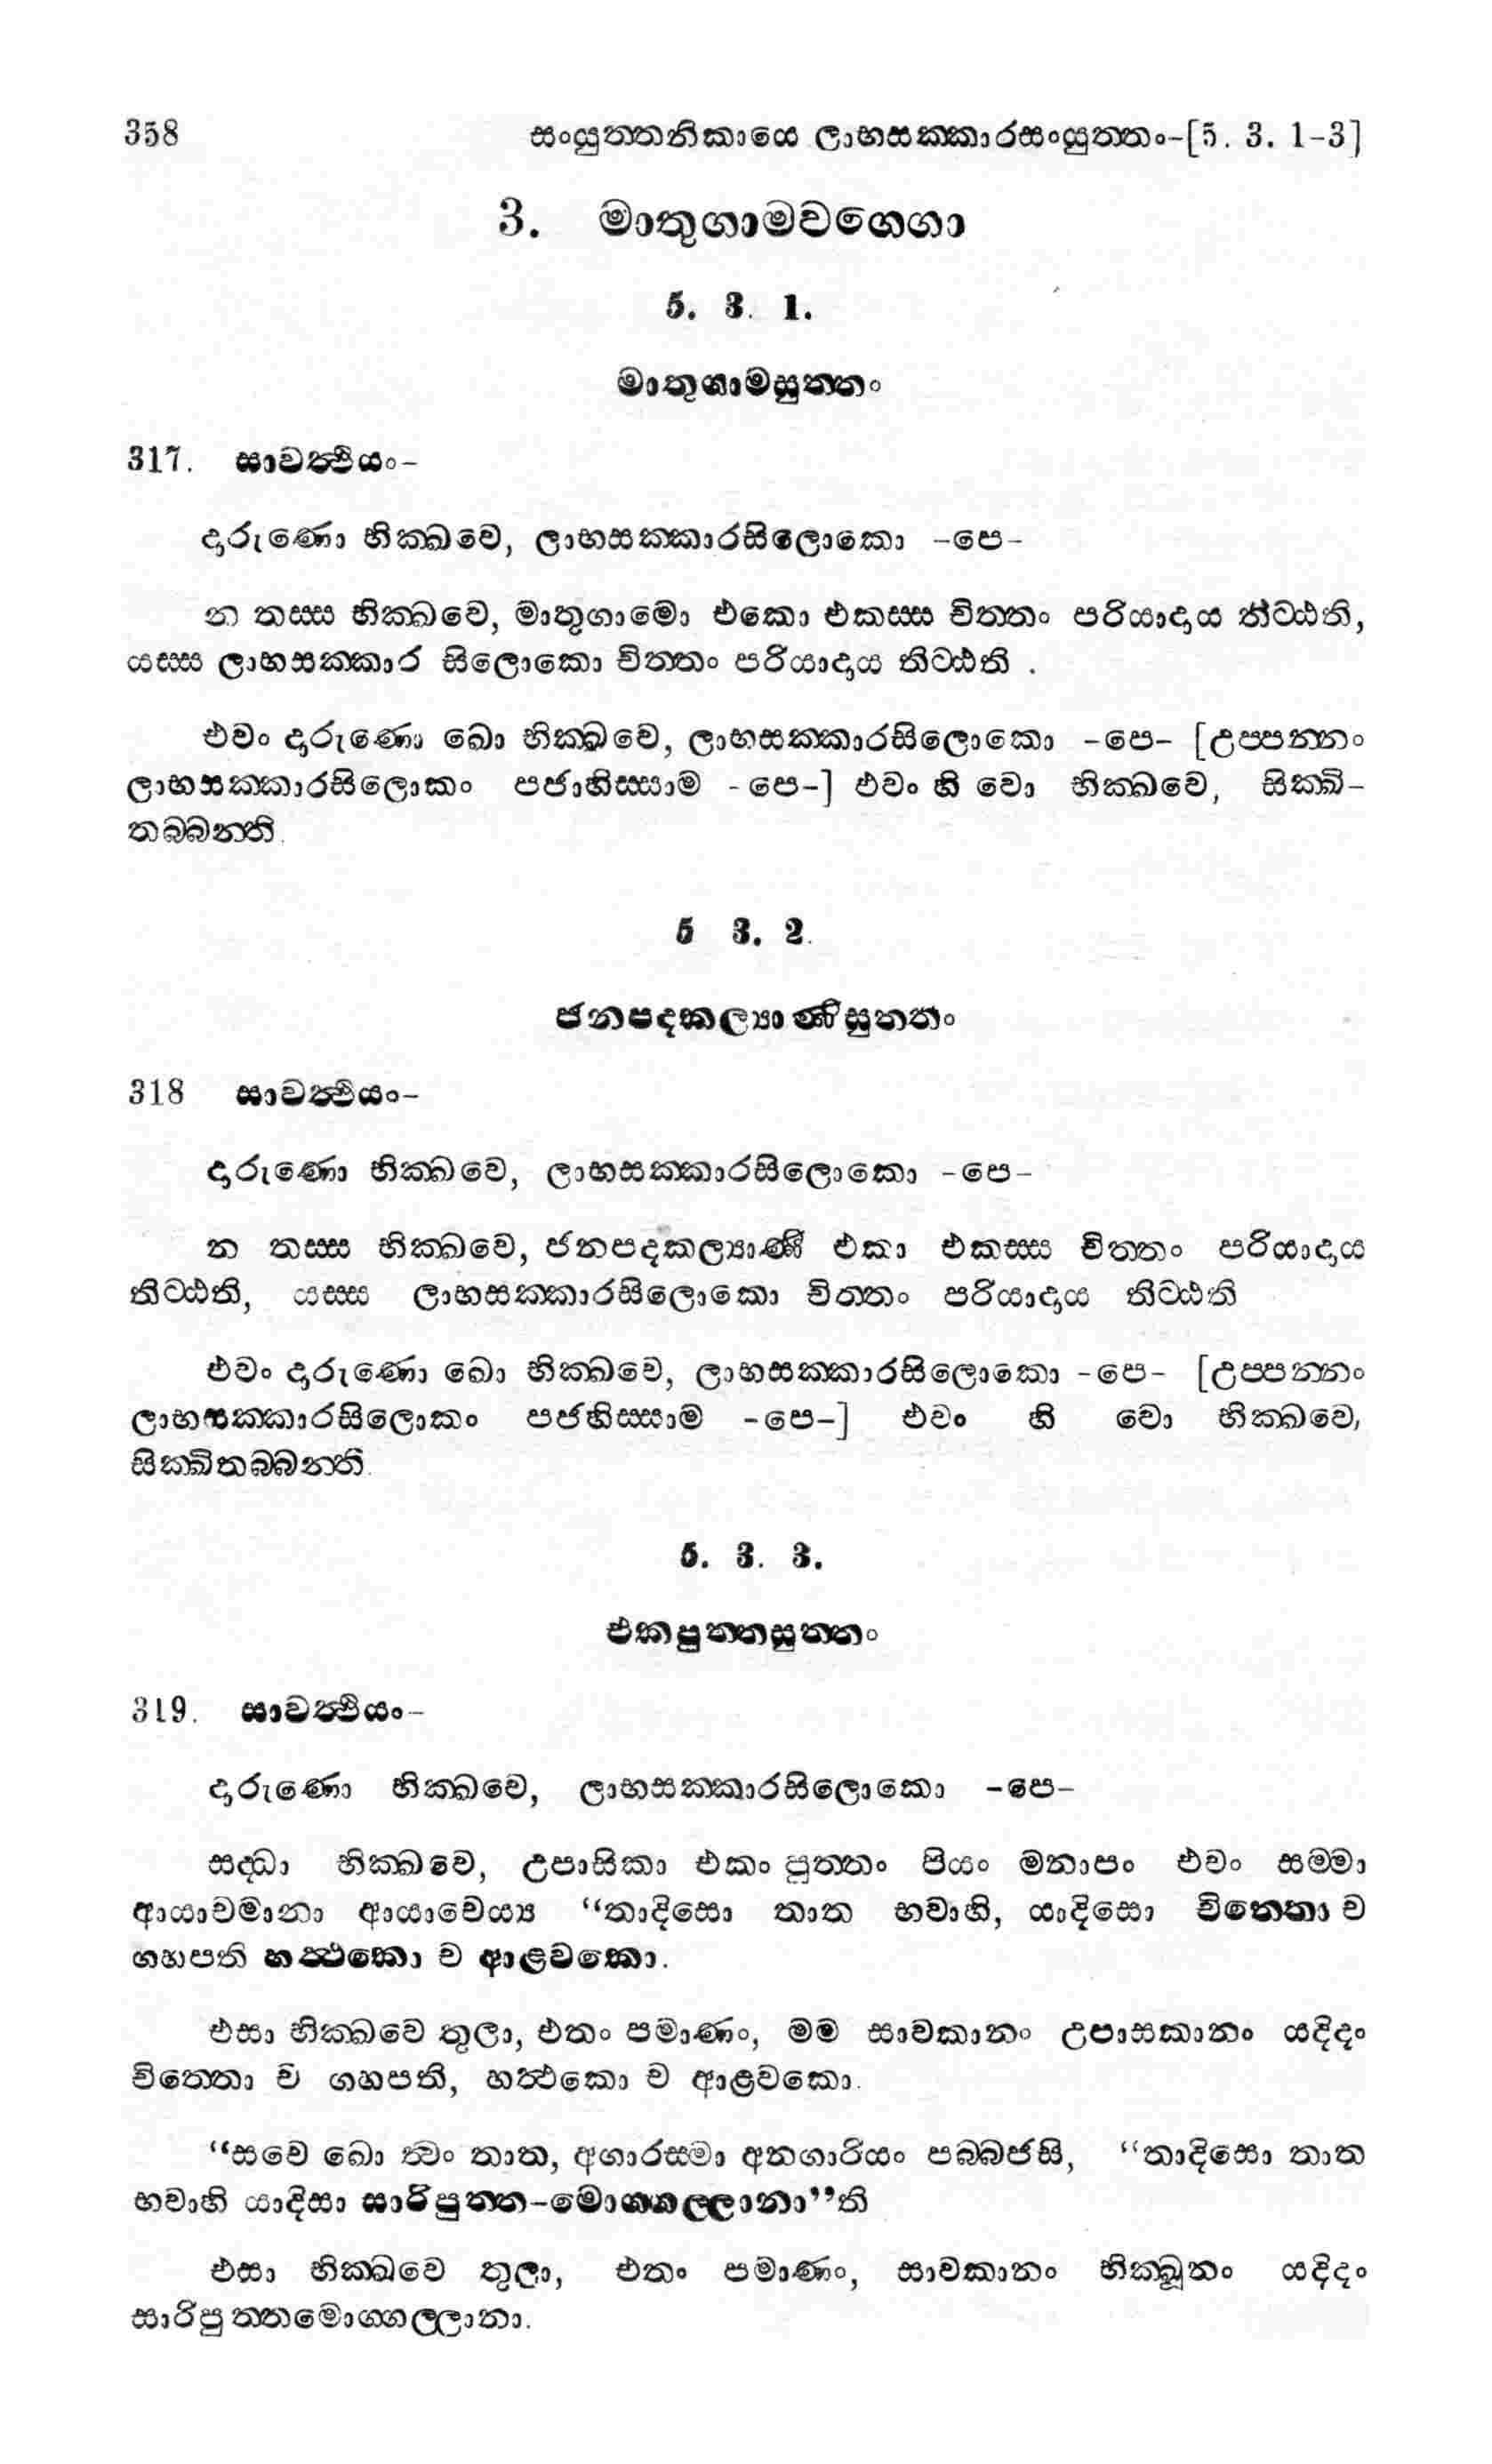 358 සංයුත්තනිකායෙ ලාභසක්කාරසංයුත්තං-[5. 3. 1-3]
3. මාතුගාමවග්ගො
5. 3. 1.
මාතුගාමසුත්තං
317. සාවත්ථියං-
දාරුණො භික්ඛවෙ, ලාභසක්කාරසිලොකො -පෙ-
න තස්ස භික්ඛවෙ, මාතුගාමො එකො එකස්ස චිත්තං පරියාදාය තිට්ඨති,
යස්ස ලාභසක්කාර සිලොකො චිත්තං පරියාදාය තිට්ඨති .
එවං දාරුණො ඛො භික්ඛවෙ, ලාභසක්කාරසිලොකො -පෙ- [උප්පන්නං
ලාභසක්කාරසිලොකං පජාහිස්සාම -පෙ-] එවං හි වො භික්ඛවෙ, සික්ඛි-
තබ්බන්ති.
5 3. 2.
ජනපදකල්‍යාණිසුත්තං
318 සාවත්ථියං-
දාරුණො භික්ඛවෙ, ලාභසක්කාරසිලොකො -පෙ-
න තස්ස භික්ඛවෙ, ජනපදකල්‍යාණී එකා එකස්ස චිත්තං පරියාදාය
තිට්ඨති, යස්ස ලාභසක්කාරසිලොකො චිත්තං පරියාදාය තිට්ඨති
එවං දාරුණො ඛො භික්ඛවෙ, ලාභසක්කාරසිලොකො -පෙ- [උප්පන්නං
ලාභසක්කාරසිලොකං පජහිස්සාම -පෙ-] එවං හි වො භික්ඛවෙ,
සික්ඛිතබ්බන්ති.
5. 3. 3.
එකපුත්තසුත්තං
319. සාවත්ථියං-
දාරුණො භික්ඛවෙ, ලාභසක්කාරසිලොකො -පෙ-
සද්ධා භික්ඛවෙ, උපාසිකා එකං පුත්තං පියං මනාපං එවං සම්මා
ආයාචමානා ආයාචෙය්‍ය “තාදිසො තාත භවාහි, යාදිසො චිත්තො ච
ගහපති හත්ථකො ච ආළවකො.
එසා භික්ඛවෙ තුලා, එතං පමාණං, මම සාවකානං උපාසකානං යදිදං
චිත්තො ච ගහපති, හත්ථකො ච ආළවකො.
“සචෙ ඛො ත්වං තාත, අගාරස්මා අනගාරියං පබ්බජසි, “තාදිසො තාත
භවාහි යාදිසා සාරිපුත්ත-මොග්ගල්ලානා”ති
එසා භික්ඛවෙ තුලා, එතං පමාණං, සාවකානං භික්ඛූනං යදිදං
සාරිපුත්තමොග්ගල්ලානා.